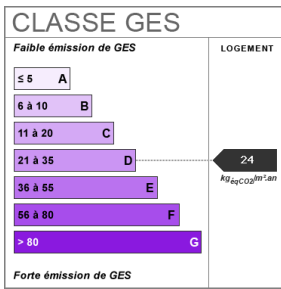 CLASSE GES
Faible émission de GES
LOGEMENT
≤ 5 A
6 à 10 B
11 à 20 C
21 à 35 D
24
kgéqCO2/m².an
36 à 55 E
56 à 80 F
> 80 G
Forte émission de GES